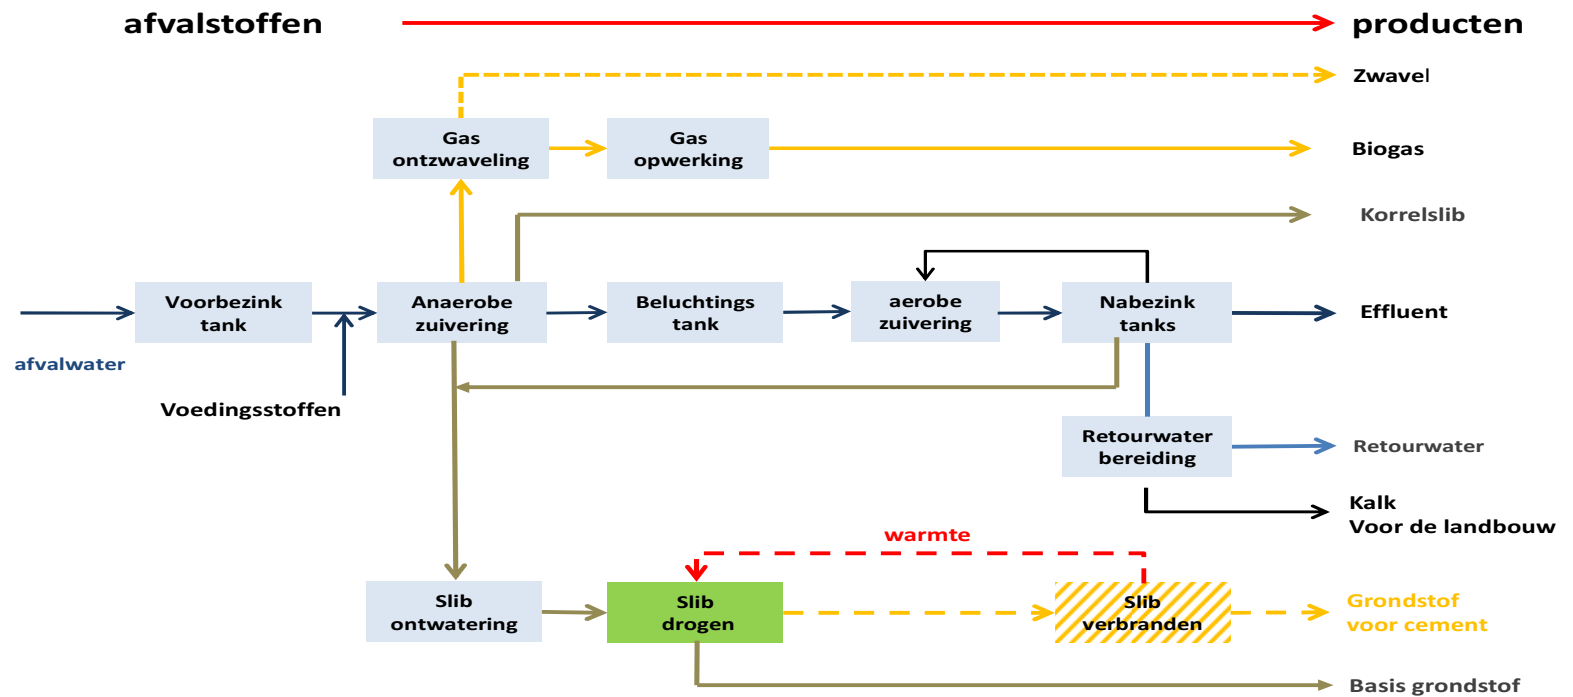 afvalstoffen
producten
Zwavel
Gas
ontzwaveling
Gas
opwerking
Biogas
Korrelslib
Voorbezink
tank
Anaerobe
zuivering
Beluchtings
tank
aerobe
zuivering
Nabezink
tanks
Effluent
afvalwater
Voedingsstoffen
Retourwater
bereiding
Retourwater
Kalk
Voor de landbouw
warmte
Slib
ontwatering
Slib
drogen
Slib
verbranden
Grondstof
voor cement
Basis grondstof